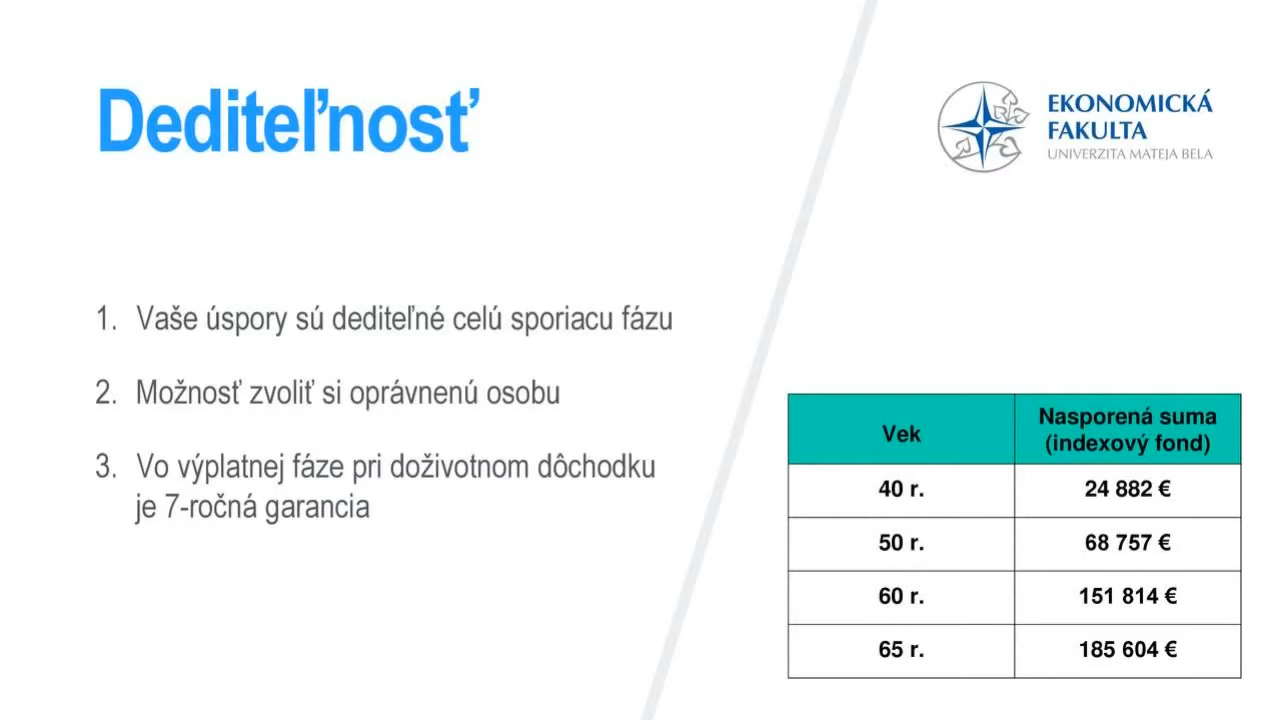 Dediteľnosť
EKONOMICKÁ
FAKULTA
UNIVERZITA MATEJA BELA
1. Vaše úspory sú dediteľné celú sporiacu fázu
2. Možnosť zvoliť si oprávnenú osobu
3. Vo výplatnej fáze pri doživotnom dôchodku
je 7-ročná garancia
Vek Nasporená suma
(indexový fond)
40 r. 24 882 €
50 r. 68 757 €
60 r. 151 814 €
65 r. 185 604 €